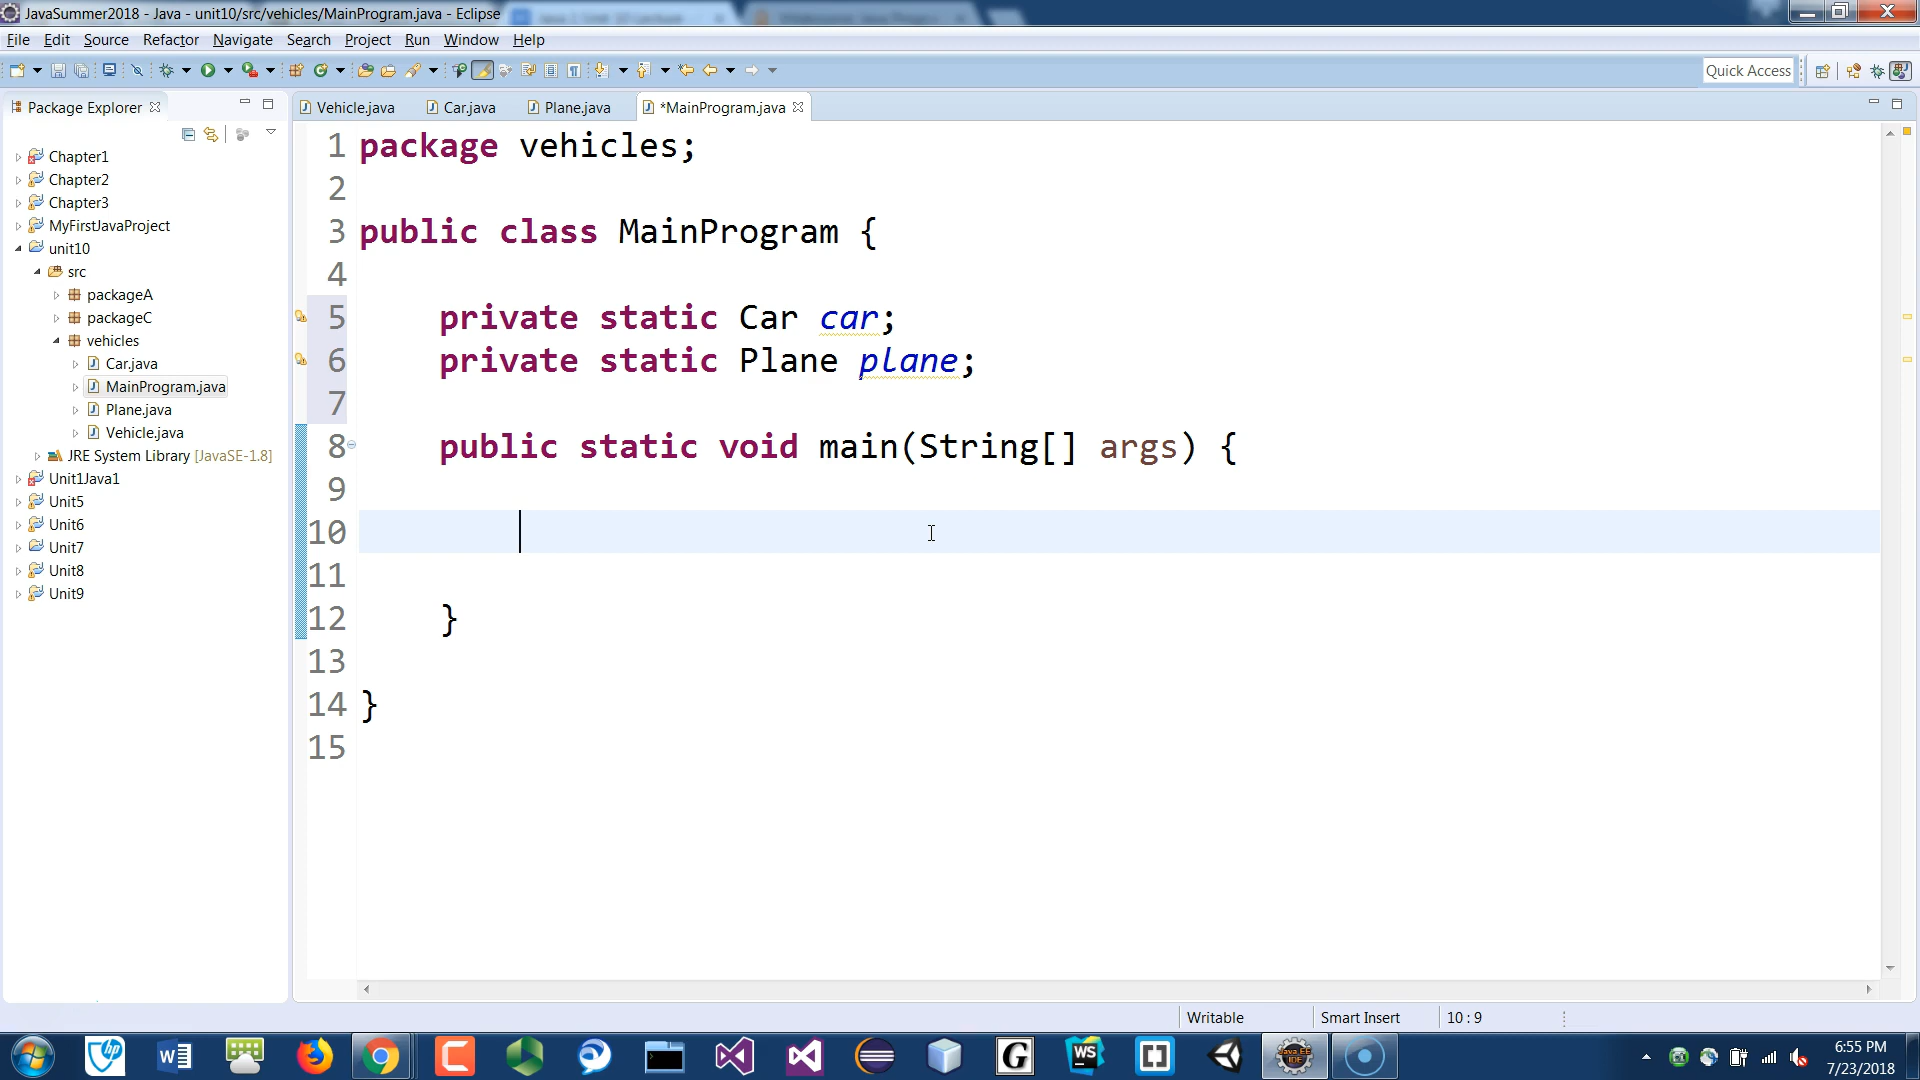 JavaSummer2018 - Java - unit10/src/vehicles/MainProgram.java - Eclipse
File Edit Source Refactor Navigate Search Project Run Window Help
Quick Access
Package Explorer
Vehicle.java Car.java Plane.java *MainProgram.java
Chapter1
Chapter2
Chapter3
MyFirstJavaProject
unit10
src
packageA
packageC
vehicles
Car.java
MainProgram.java
Plane.java
Vehicle.java
JRE System Library [JavaSE-1.8]
Unit1Java1
Unit5
Unit6
Unit7
Unit8
Unit9
1 package vehicles;
2
3 public class MainProgram {
4
5 private static Car car;
6 private static Plane plane;
7
8 public static void main(String[] args) {
9
10
11
12 }
13
14 }
15
Writable Smart Insert 10 : 9
6:55 PM
7/23/2018